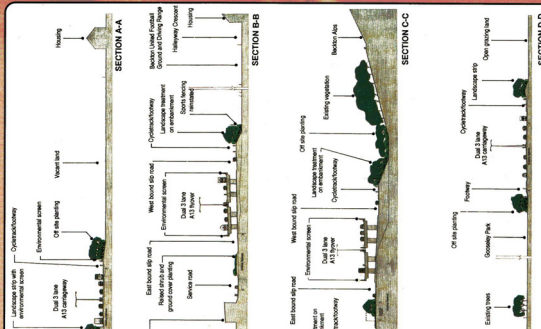 Landscape strip with
environmental screen
Dual 3 lane
A13 carriageway
Cycletrack/footway
Environmental screen
Off site planting
Vacant land
Housing
SECTION A-A
East bound slip road
Raised shrub and
ground cover planting
Service road
West bound slip road
Environmental screen
Dual 3 lane
A13 flyover
Cycletrack/footway
Landscape treatment
on embankment
Sports fencing
reinstated
Beckton United Football
Ground and Driving Range
Halleywick Crescent
Housing
SECTION B-B
East bound slip road
West bound slip road
Environmental screen
Dual 3 lane
A13 flyover
Off site planting
Landscape treatment
on embankment
Cycletrack/footway
Existing vegetation
Beckton Alps
SECTION C-C
Existing trees
Gooseley Park
Off site planting
Footway
Dual 3 lane
A13 carriageway
Cycletrack/footway
Landscape strip
Open grazing land
SECTION D-D